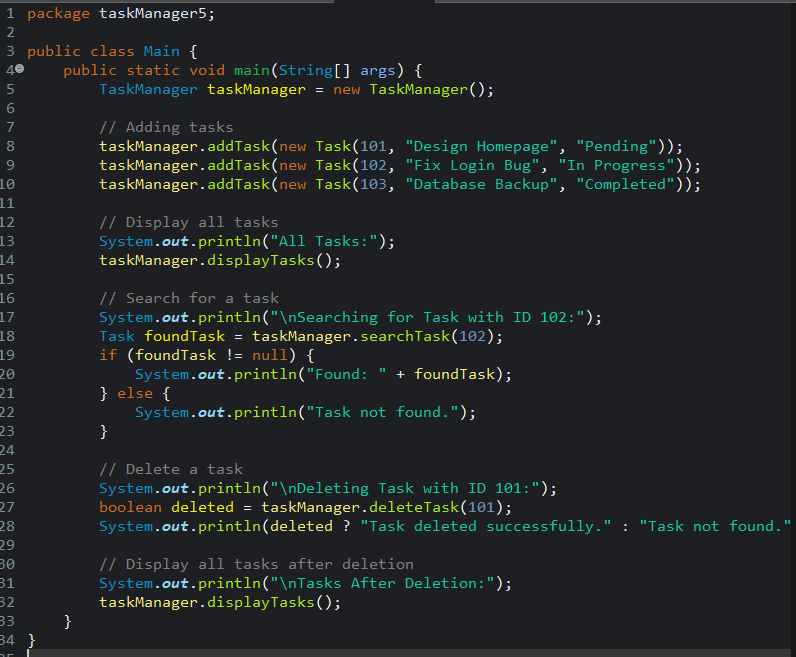 1 package taskManager5;
2
3 public class Main {
4     public static void main(String[] args) {
5         TaskManager taskManager = new TaskManager();
6
7         // Adding tasks
8         taskManager.addTask(new Task(101, "Design Homepage", "Pending"));
9         taskManager.addTask(new Task(102, "Fix Login Bug", "In Progress"));
10         taskManager.addTask(new Task(103, "Database Backup", "Completed"));
11
12         // Display all tasks
13         System.out.println("All Tasks:");
14         taskManager.displayTasks();
15
16         // Search for a task
17         System.out.println("\nSearching for Task with ID 102:");
18         Task foundTask = taskManager.searchTask(102);
19         if (foundTask != null) {
20             System.out.println("Found: " + foundTask);
21         } else {
22             System.out.println("Task not found.");
23         }
24
25         // Delete a task
26         System.out.println("\nDeleting Task with ID 101:");
27         boolean deleted = taskManager.deleteTask(101);
28         System.out.println(deleted ? "Task deleted successfully." : "Task not found."
29
30         // Display all tasks after deletion
31         System.out.println("\nTasks After Deletion:");
32         taskManager.displayTasks();
33     }
34 }